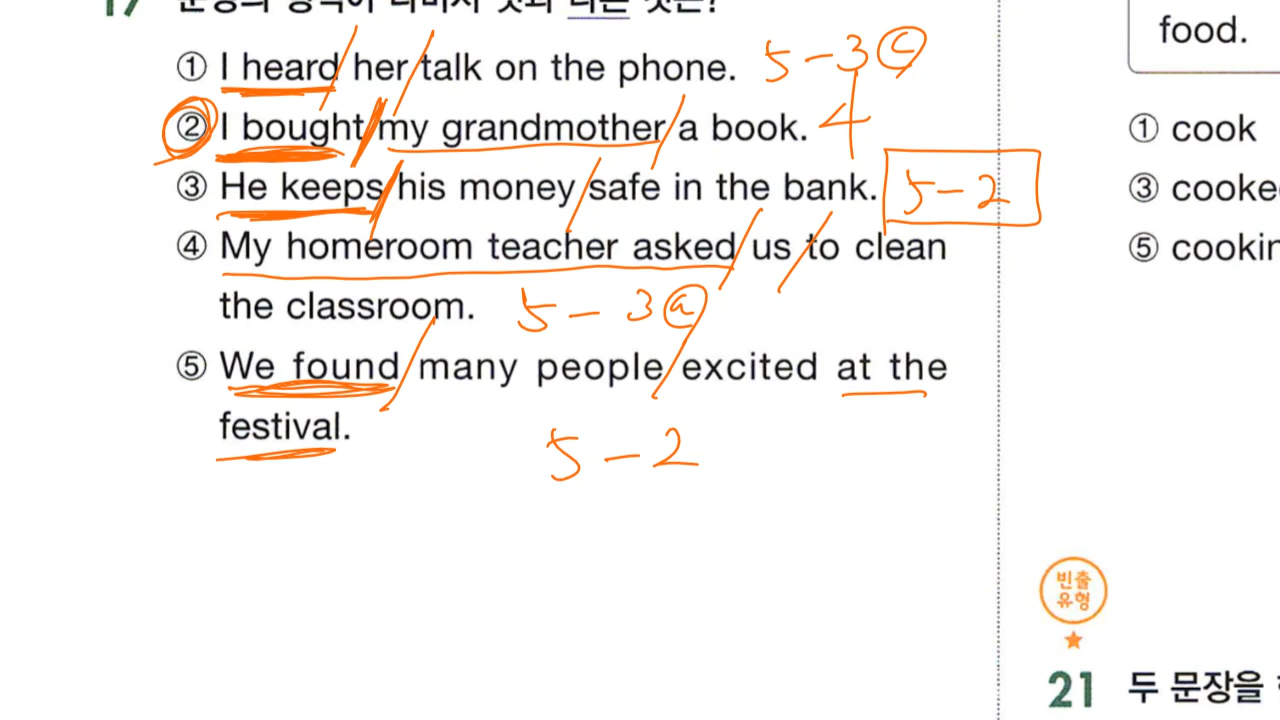 ① I heard her talk on the phone. 5-3ⓒ
② I bought my grandmother a book. 4
③ He keeps his money safe in the bank. 5-2
④ My homeroom teacher asked us to clean
the classroom. 5-3ⓐ
⑤ We found many people excited at the
festival.
5-2
food.
① cook
③ cooke
⑤ cookin
빈출
유형
21 두 문장을